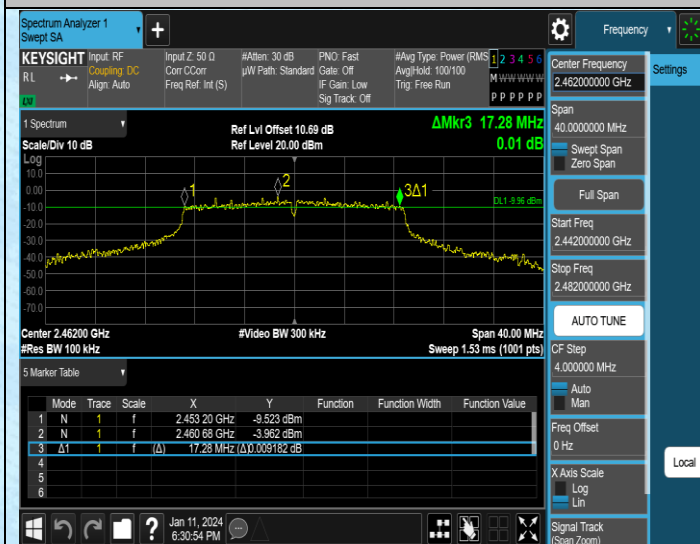 Spectrum Analyzer 1
Swept SA
+
Frequency
KEYSIGHT
RL
LXI
Input: RF
Coupling: DC
Align: Auto
Input Z: 50 Ω
Corr CCorr
Freq Ref: Int (S)
#Atten: 30 dB
µW Path: Standard
PNO: Fast
Gate: Off
IF Gain: Low
Sig Track: Off
#Avg Type: Power (RMS
Avg|Hold: 100/100
Trig: Free Run
1 2 3 4 5 6
M W W W W W
P P P P P P
1 Spectrum
Scale/Div 10 dB
Ref Lvl Offset 10.69 dB
Ref Level 20.00 dBm
ΔMkr3 17.28 MHz
0.01 dB
Log
10.0
0.00
-10.0
-20.0
-30.0
-40.0
-50.0
-60.0
-70.0
1
2
3Δ1
DL1 -9.96 dBm
Center 2.46200 GHz
#Res BW 100 kHz
#Video BW 300 kHz
Span 40.00 MHz
Sweep 1.53 ms (1001 pts)
5 Marker Table
Mode Trace Scale X Y Function Function Width Function Value
1 N 1 f 2.453 20 GHz -9.523 dBm
2 N 1 f 2.460 68 GHz -3.962 dBm
3 Δ1 1 f (Δ) 17.28 MHz (Δ) 0.009182 dB
4
5
6
?
Jan 11, 2024
6:30:54 PM
Center Frequency
2.462000000 GHz
Span
40.0000000 MHz
Swept Span
Zero Span
Full Span
Start Freq
2.442000000 GHz
Stop Freq
2.482000000 GHz
AUTO TUNE
CF Step
4.000000 MHz
Auto
Man
Freq Offset
0 Hz
X Axis Scale
Log
Lin
Signal Track
(Span Zoom)
Settings
Local